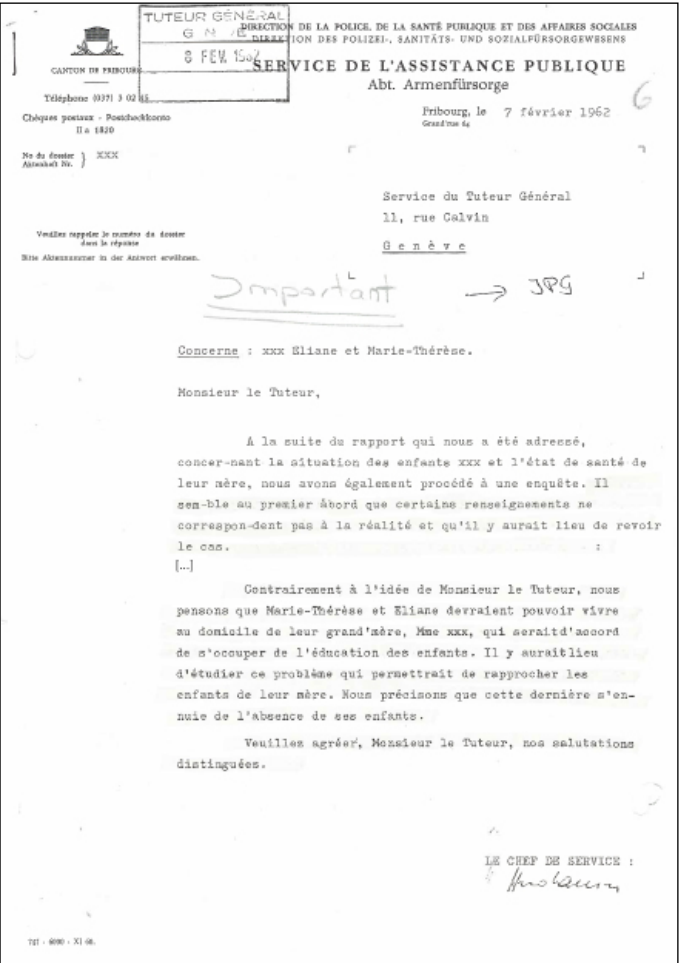 TUTEUR GÉNÉRAL
8 FEV. 1962
DIRECTION DE LA POLICE, DE LA SANTÉ PUBLIQUE ET DES AFFAIRES SOCIALES
DIREKTION DES POLIZEI-, SANITÄTS- UND SOZIALFÜRSORGEWESENS
CANTON DE FRIBOURG
SERVICE DE L'ASSISTANCE PUBLIQUE
Abt. Armenfürsorge
6
Téléphone (037) 3 02 45
Chèques postaux - Postcheckkonto
II a 1820
Fribourg, le 7 février 1962
Grand'rue 64
No du dossier } XXX
Aktenheft Nr.
Service du Tuteur Général
11, rue Calvin
Genève
Veuillez rappeler le numéro du dossier
dans la réponse
Bitte Aktennummer in der Antwort erwähnen.
Important → JPG
Concerne : xxx Eliane et Marie-Thérèse.
Monsieur le Tuteur,
A la suite du rapport qui nous a été adressé,
concer-nant la situation des enfants xxx et l'état de santé de
leur mère, nous avons également procédé à une enquête. Il
sem-ble au premier àbord que certains renseignements ne
correspon-dent pas à la réalité et qu'il y aurait lieu de revoir
le cas. :
[...]
Contrairement à l'idée de Monsieur le Tuteur, nous
pensons que Marie-Thérèse et Eliane devraient pouvoir vivre
au domicile de leur grand'mère, Mme xxx, qui seraitd'accord
de s'occuper de l'éducation des enfants. Il y auraitlieu
d'étudier ce problème qui permettrait de rapprocher les
enfants de leur mère. Nous précisons que cette dernière s'en-
nuie de l'absence de ses enfants.
Veuillez agréer, Monsieur le Tuteur, nos salutations
distinguées.
LE CHEF DE SERVICE :